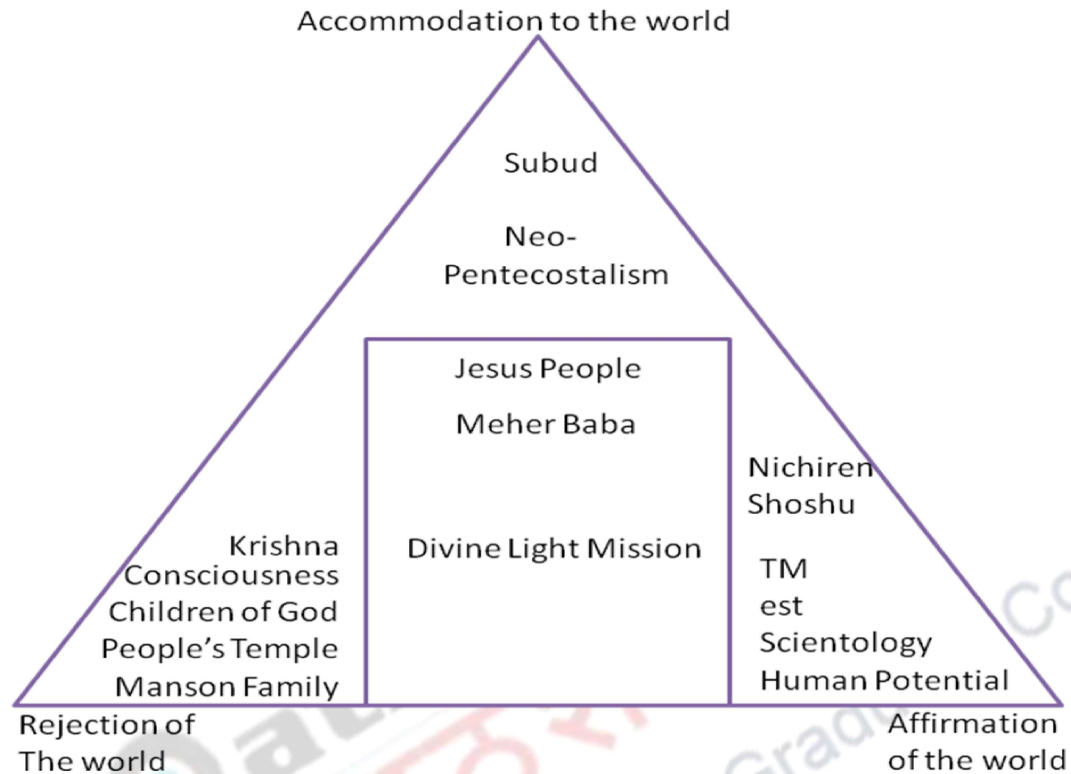 Accommodation to the world
Subud
Neo-
Pentecostalism
Jesus People
Meher Baba
Divine Light Mission
Krishna
Consciousness
Children of God
People's Temple
Manson Family
Nichiren
Shoshu
TM
est
Scientology
Human Potential
Rejection of
The world
Affirmation
of the world